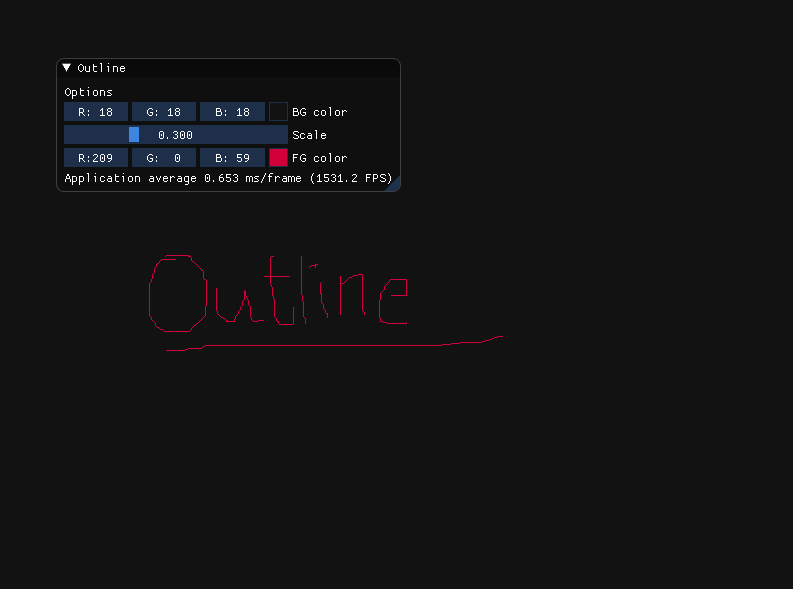 Outline
Options
R: 18 G: 18 B: 18 BG color
0.300 Scale
R:209 G: 0 B: 59 FG color
Application average 0.653 ms/frame (1531.2 FPS)
Outline